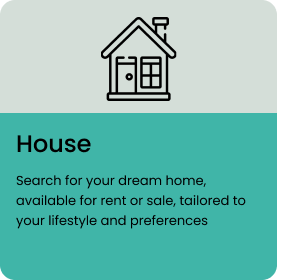 House
Search for your dream home,
available for rent or sale, tailored to
your lifestyle and preferences